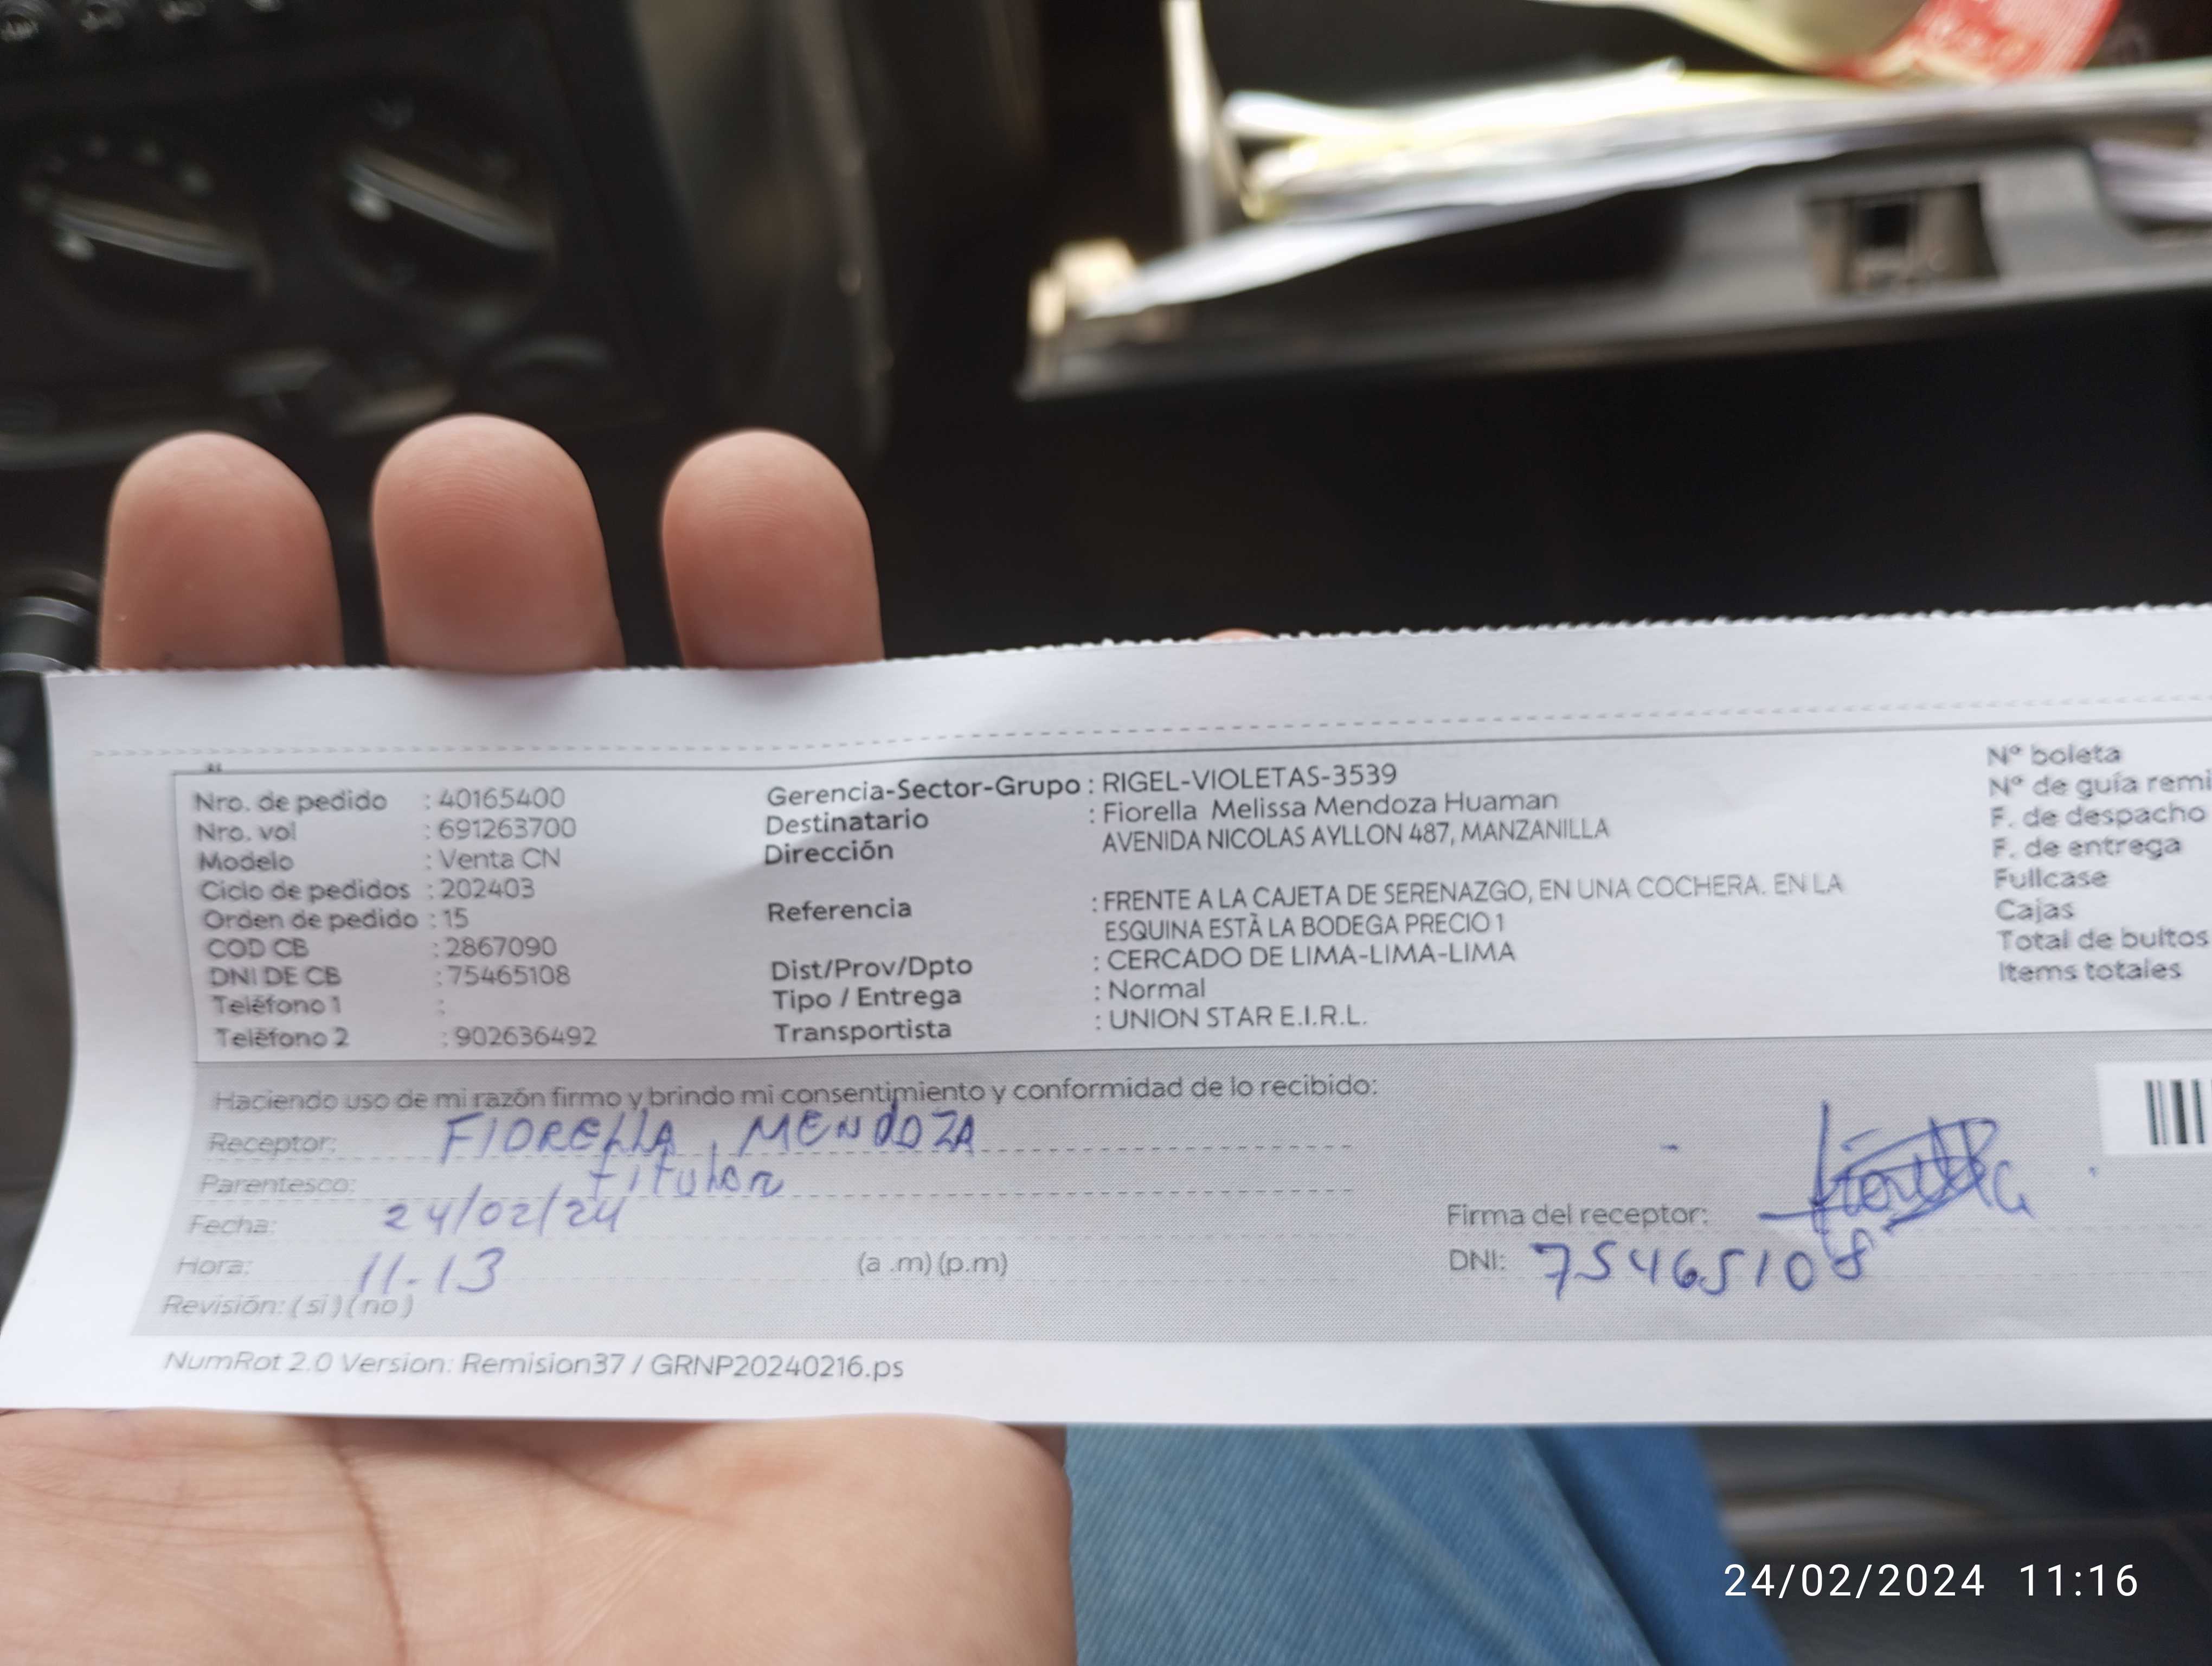 Nro. de pedido : 40165400
Nro. vol : 691263700
Modelo : Venta CN
Ciclo de pedidos : 202403
Orden de pedido : 15
COD CB : 2867090
DNI DE CB : 75465108
Teléfono 1 :
Teléfono 2 : 902636492
Gerencia-Sector-Grupo : RIGEL-VIOLETAS-3539
Destinatario : Fiorella Melissa Mendoza Huaman
Dirección AVENIDA NICOLAS AYLLON 487, MANZANILLA
Referencia : FRENTE A LA CAJETA DE SERENAZGO, EN UNA COCHERA. EN LA
ESQUINA ESTÀ LA BODEGA PRECIO 1
Dist/Prov/Dpto : CERCADO DE LIMA-LIMA-LIMA
Tipo / Entrega : Normal
Transportista : UNION STAR E.I.R.L.
Nº boleta
Nº de guía remi
F. de despacho
F. de entrega
Fullcase
Cajas
Total de bultos
Items totales
Haciendo uso de mi razón firmo y brindo mi consentimiento y conformidad de lo recibido:
Receptor: FIORELLA MENDOZA
Parentesco: titular
Fecha: 24/02/24
Hora: 11.13 (a .m) (p.m)
Revisión: ( si ) ( no )
Firma del receptor: Fiorella
DNI: 75465108
NumRot 2.0 Version: Remision37 / GRNP20240216.ps
24/02/2024 11:16